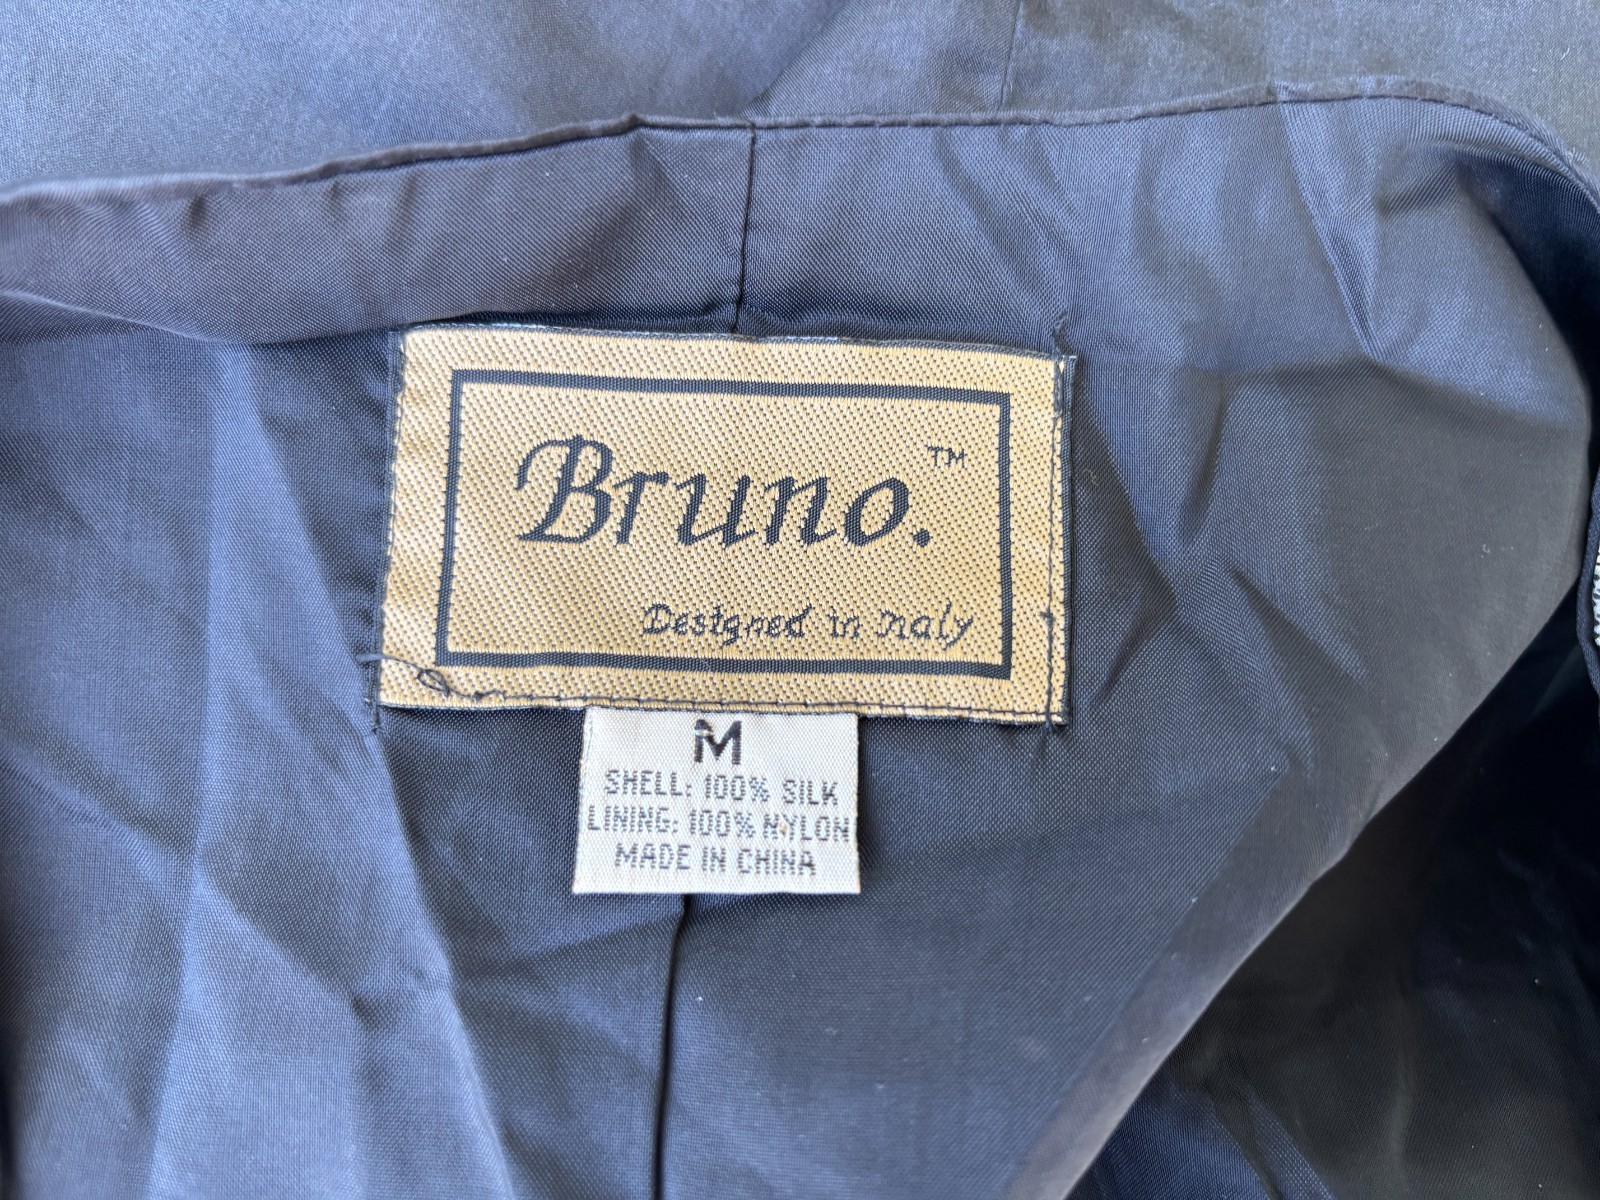 Bruno.™
Designed in Italy
M
SHELL: 100% SILK
LINING: 100% NYLON
MADE IN CHINA